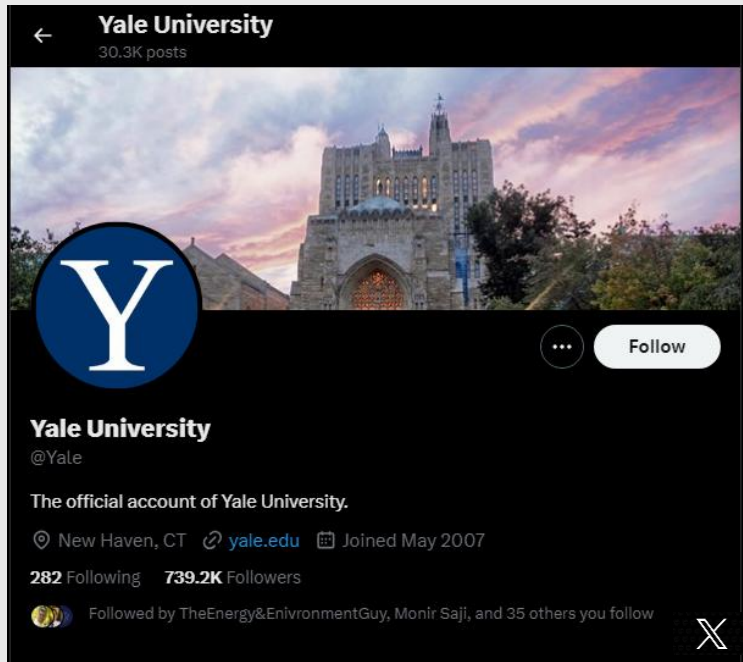 Yale University
30.3K posts
Y
Follow
Yale University
@Yale
The official account of Yale University.
New Haven, CT yale.edu Joined May 2007
282 Following 739.2K Followers
Followed by TheEnergy&EnivronmentGuy, Monir Saji, and 35 others you follow
X